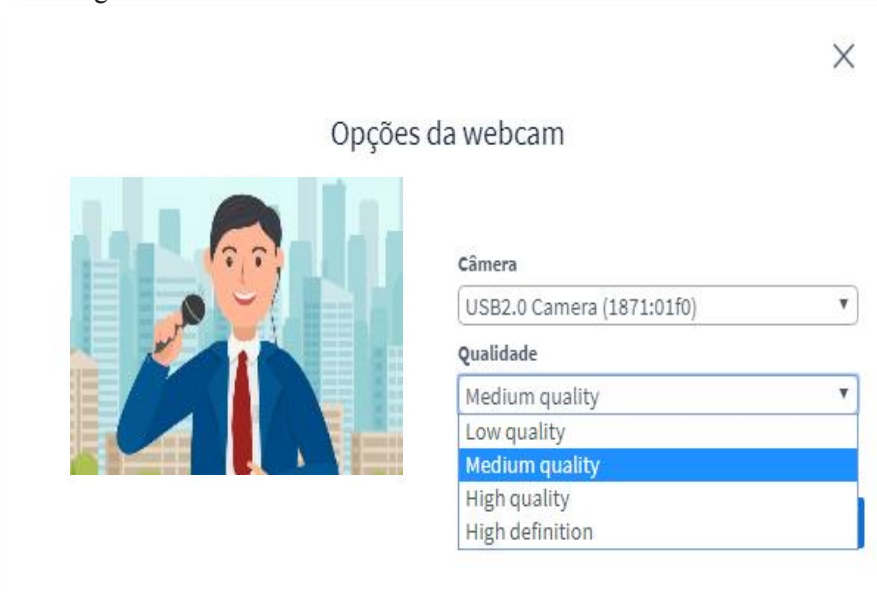 Opções da webcam
Câmera
USB2.0 Camera (1871:01f0)
Qualidade
Medium quality
Low quality
Medium quality
High quality
High definition